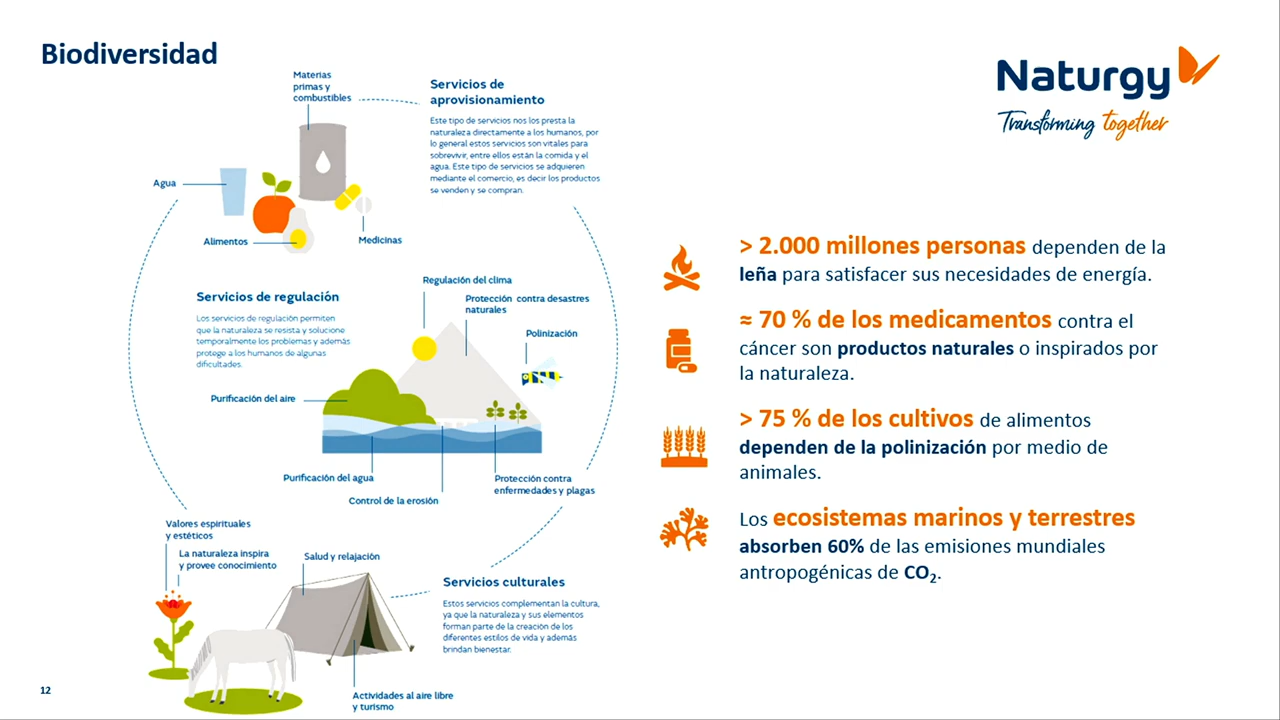 Biodiversidad
Naturgy
Transforming together
Materias
primas y
combustibles
Servicios de
aprovisionamiento
Este tipo de servicios nos los presta la
naturaleza directamente a los humanos, por
lo general estos servicios son vitales para
sobrevivir, entre ellos están la comida y el
agua. Este tipo de servicios se adquieren
mediante el comercio, es decir los productos
se venden y se compran.
Agua
Alimentos
Medicinas
Regulación del clima
Servicios de regulación
Los servicios de regulación permiten
que la naturaleza se resista y solucione
temporalmente los problemas y además
protege a los humanos de algunas
dificultades.
Protección contra desastres
naturales
Polinización
Purificación del aire
Purificación del agua
Control de la erosión
Protección contra
enfermedades y plagas
Valores espirituales
y estéticos
La naturaleza inspira
y provee conocimiento
Salud y relajación
Servicios culturales
Estos servicios complementan la cultura,
ya que la naturaleza y sus elementos
forman parte de la creación de los
diferentes estilos de vida y además
brindan bienestar.
Actividades al aire libre
y turismo
> 2.000 millones personas dependen de la
leña para satisfacer sus necesidades de energía.
≈ 70 % de los medicamentos contra el
cáncer son productos naturales o inspirados por
la naturaleza.
> 75 % de los cultivos de alimentos
dependen de la polinización por medio de
animales.
Los ecosistemas marinos y terrestres
absorben 60% de las emisiones mundiales
antropogénicas de CO₂.
12